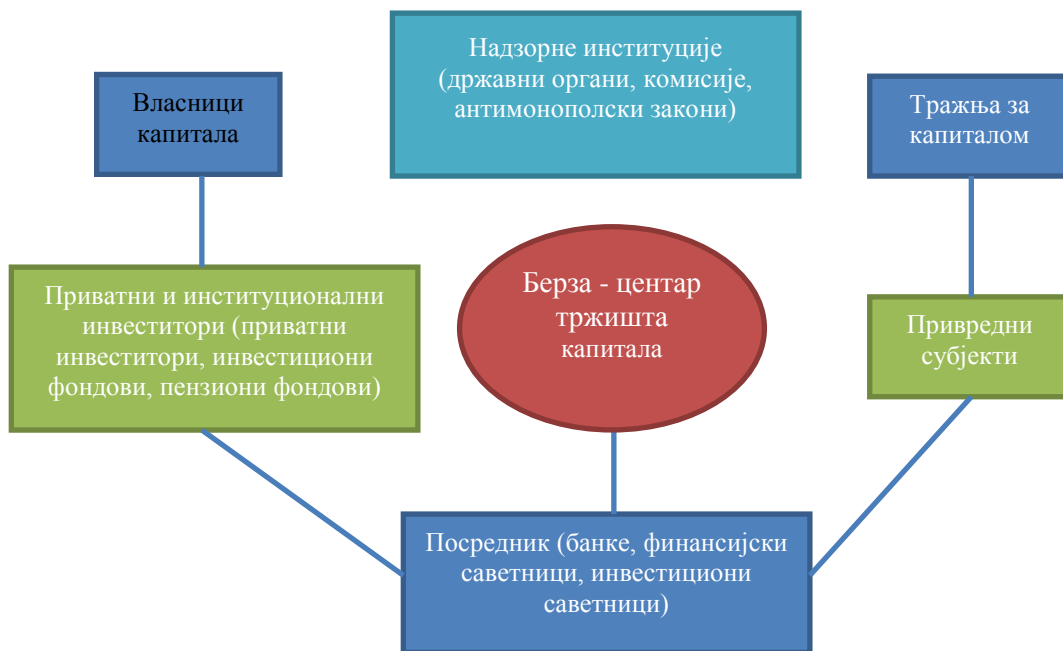 Надзорне институције
(државни органи, комисије,
антимонополски закони)
Власници
капитала
Тражња за
капиталом
Приватни и институционални
инвеститори (приватни
инвеститори, инвестициони
фондови, пензиони фондови)
Берза - центар
тржишта
капитала
Привредни
субјекти
Посредник (банке, финансијски
саветници, инвестициони
саветници)